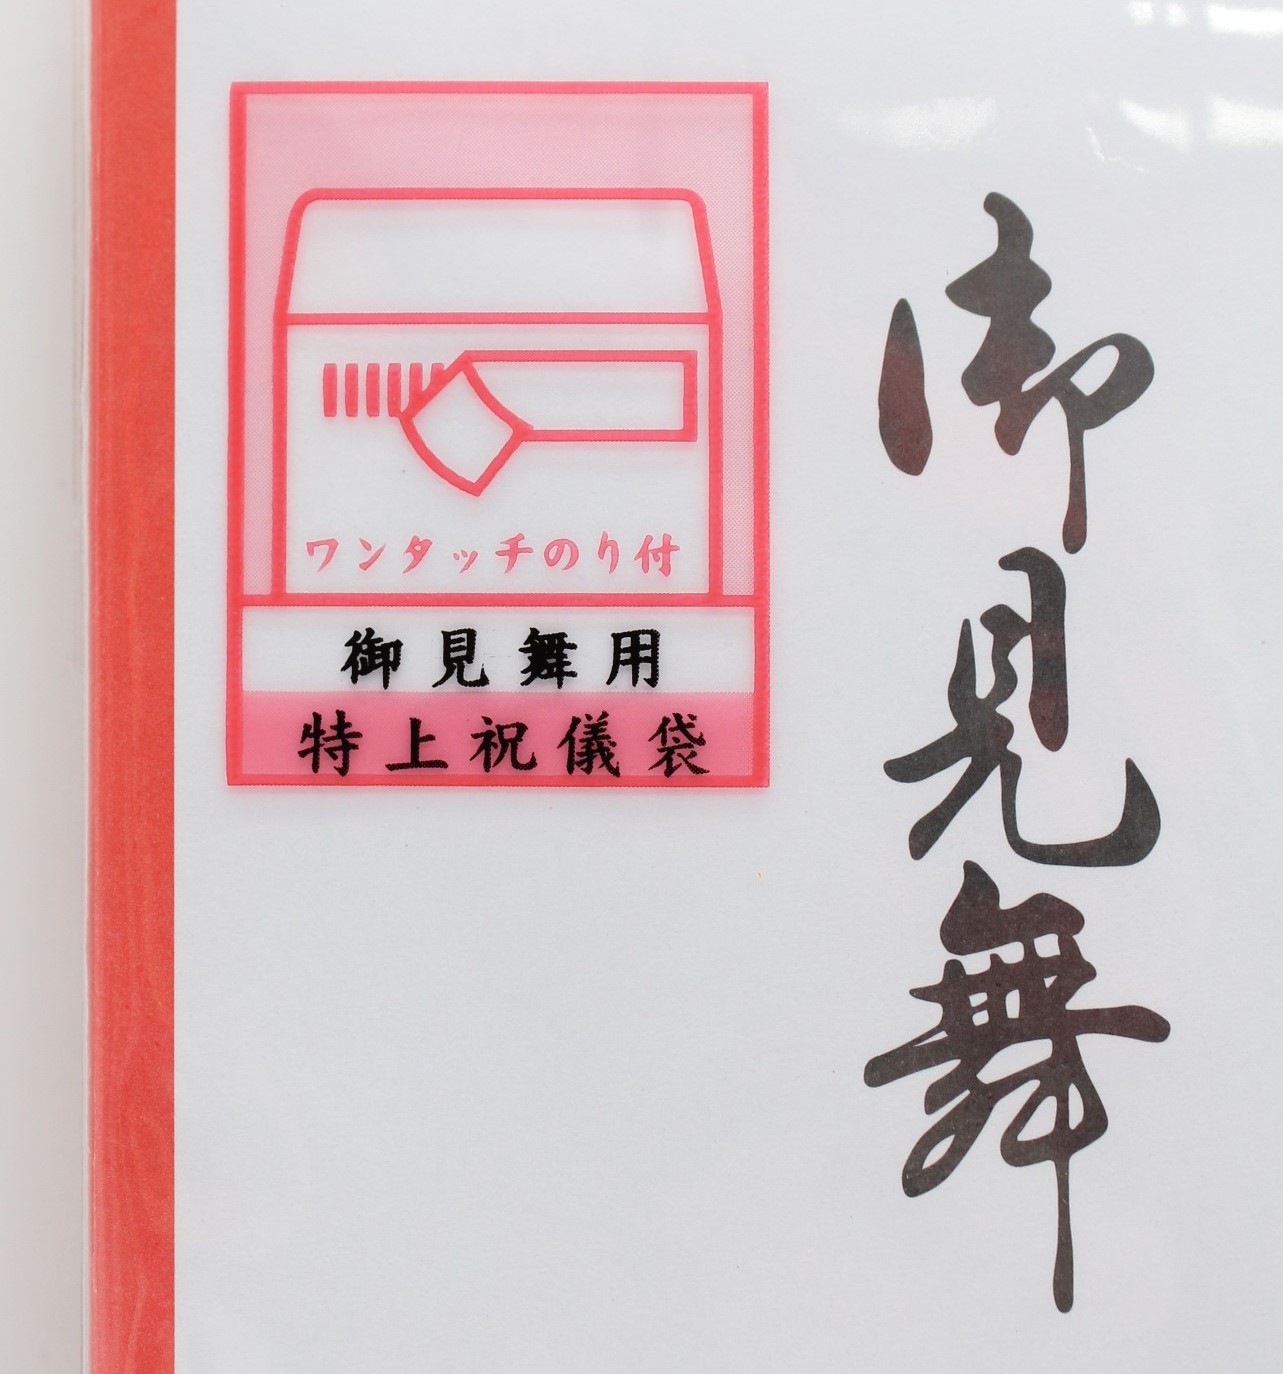 御見舞
ワンタッチのり付
御見舞用
特上祝儀袋